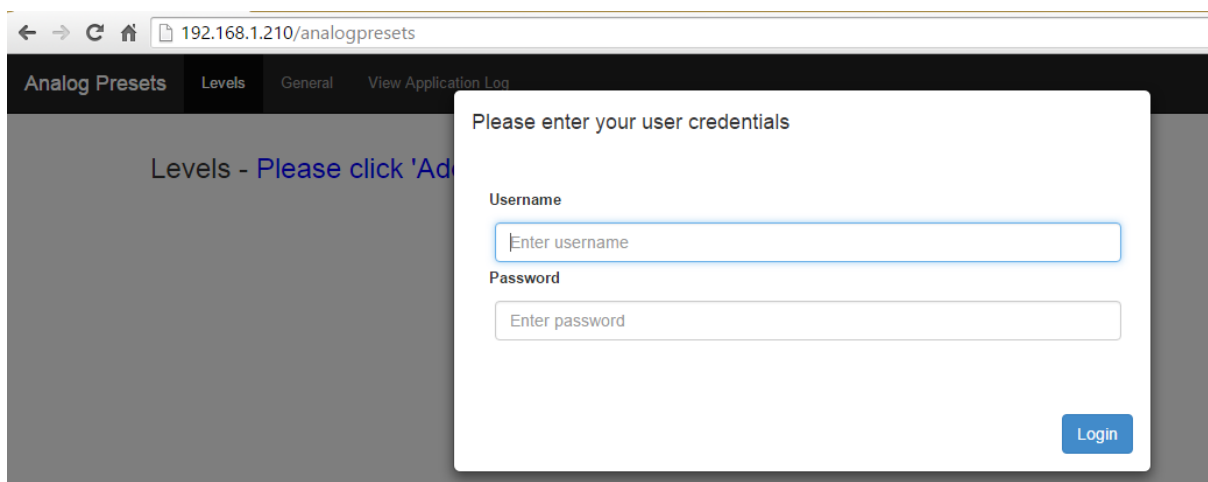 192.168.1.210/analogpresets
Analog Presets Levels General View Application Log
Please enter your user credentials
Levels - Please click 'Ad
Username
Enter username
Password
Enter password
Login